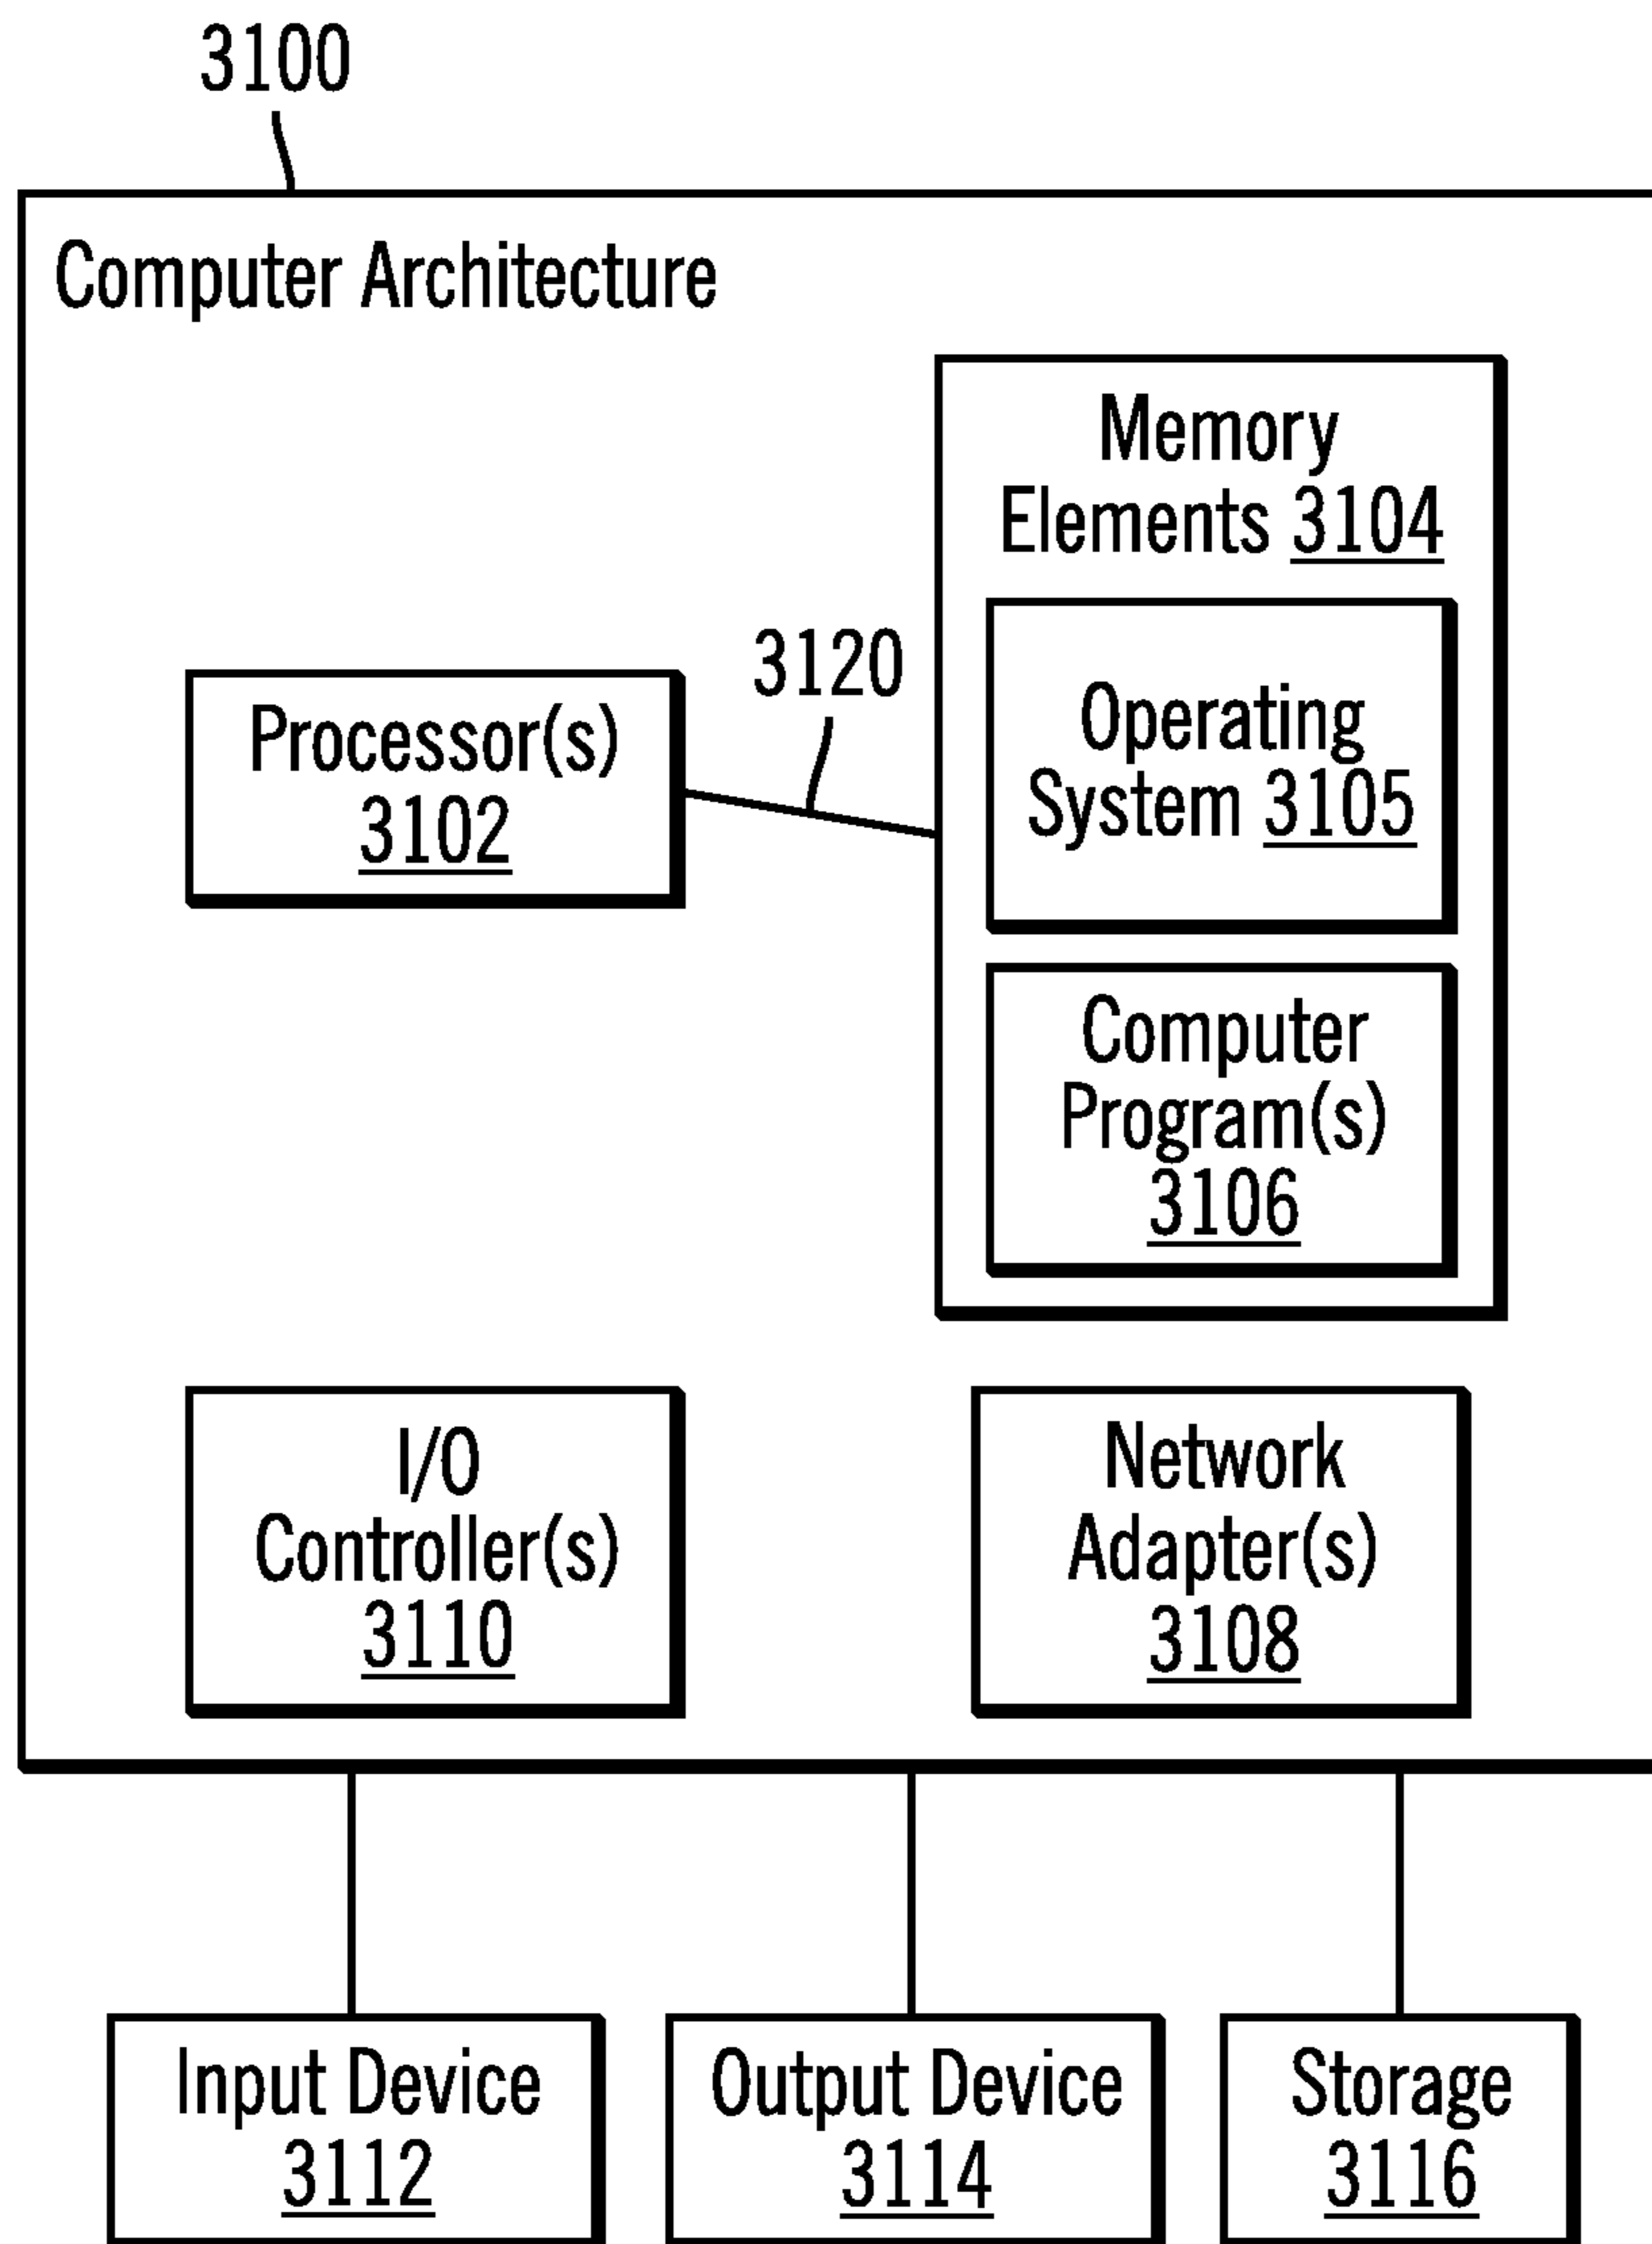 3100
Computer Architecture
Memory
Elements 3104
3120
Operating
System 3105
Processor(s)
3102
Computer
Program(s)
3106
I/O
Controller(s)
3110
Network
Adapter(s)
3108
Input Device
3112
Output Device
3114
Storage
3116